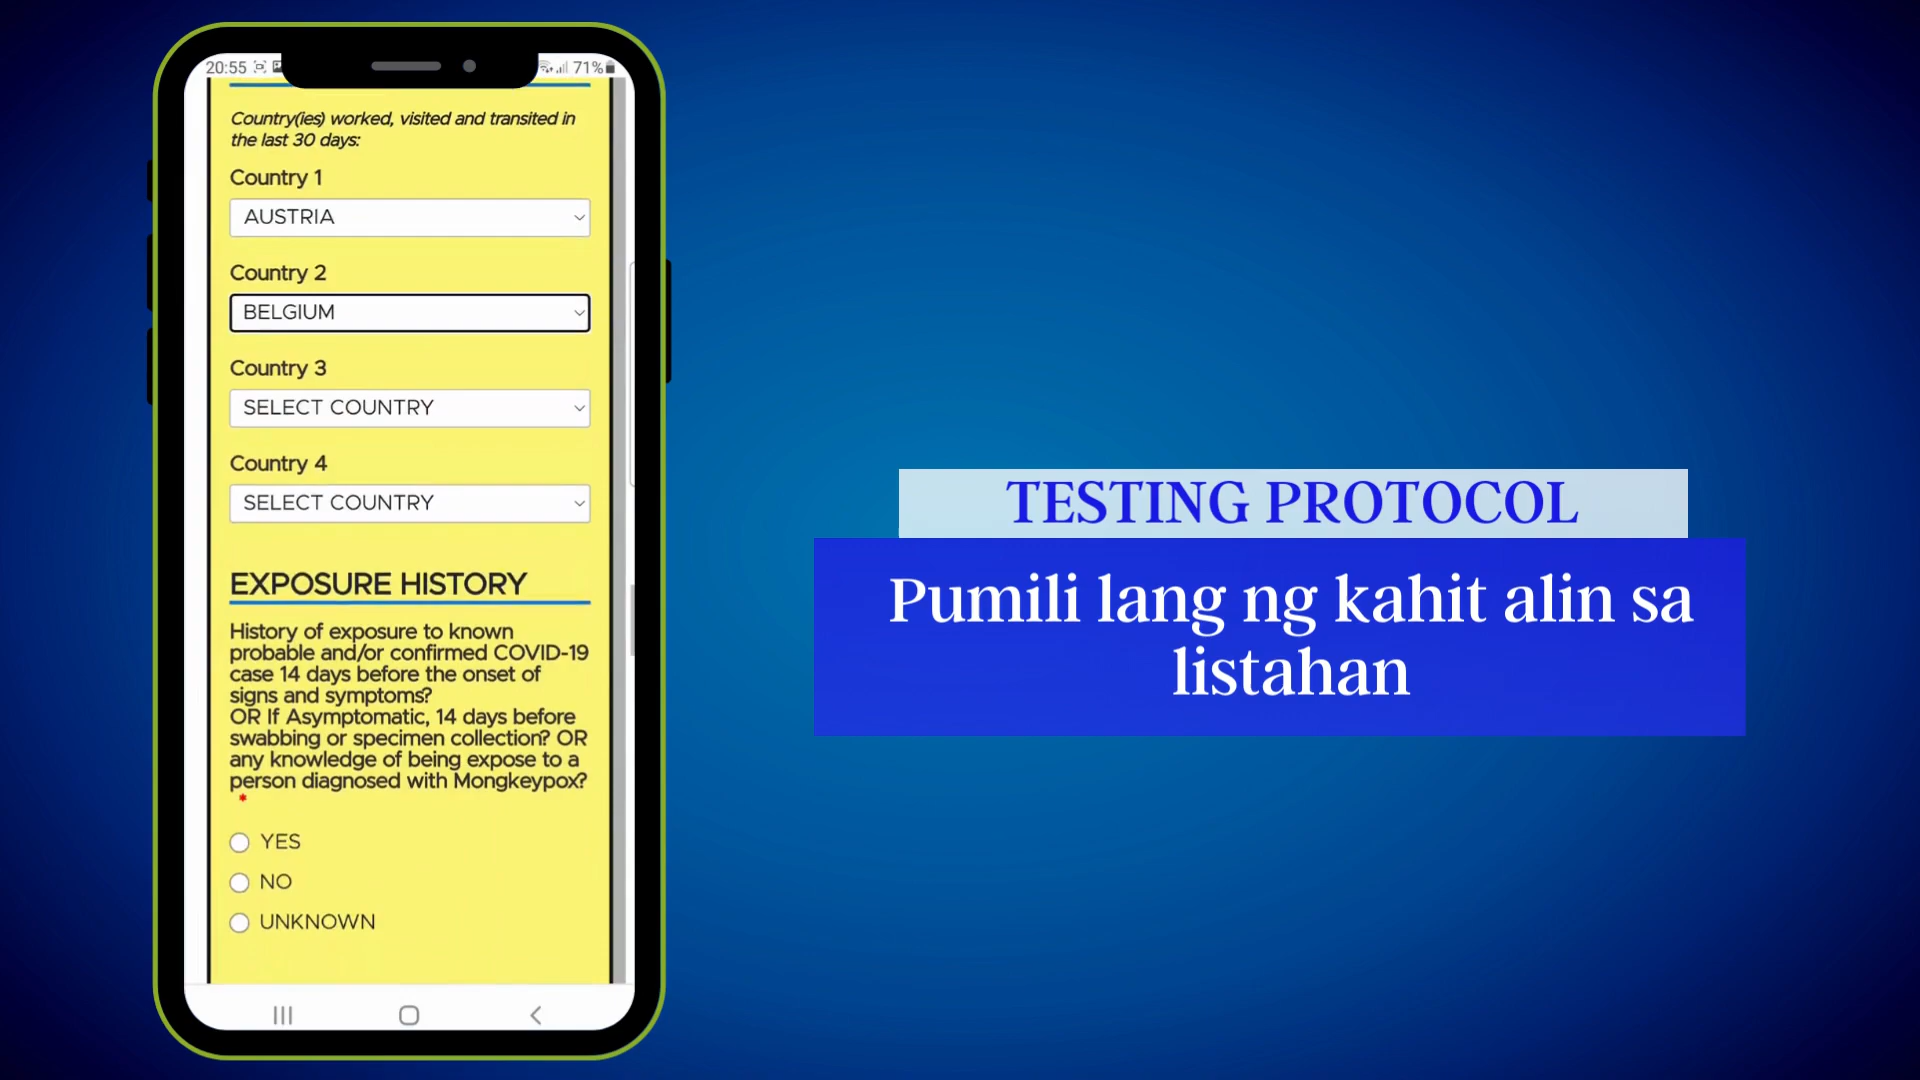 20:55 71%
Country(ies) worked, visited and transited in
the last 30 days:
Country 1
AUSTRIA
Country 2
BELGIUM
Country 3
SELECT COUNTRY
Country 4
SELECT COUNTRY
EXPOSURE HISTORY
History of exposure to known
probable and/or confirmed COVID-19
case 14 days before the onset of
signs and symptoms?
OR If Asymptomatic, 14 days before
swabbing or specimen collection? OR
any knowledge of being expose to a
person diagnosed with Mongkeypox?
*
YES
NO
UNKNOWN
TESTING PROTOCOL
Pumili lang ng kahit alin sa
listahan